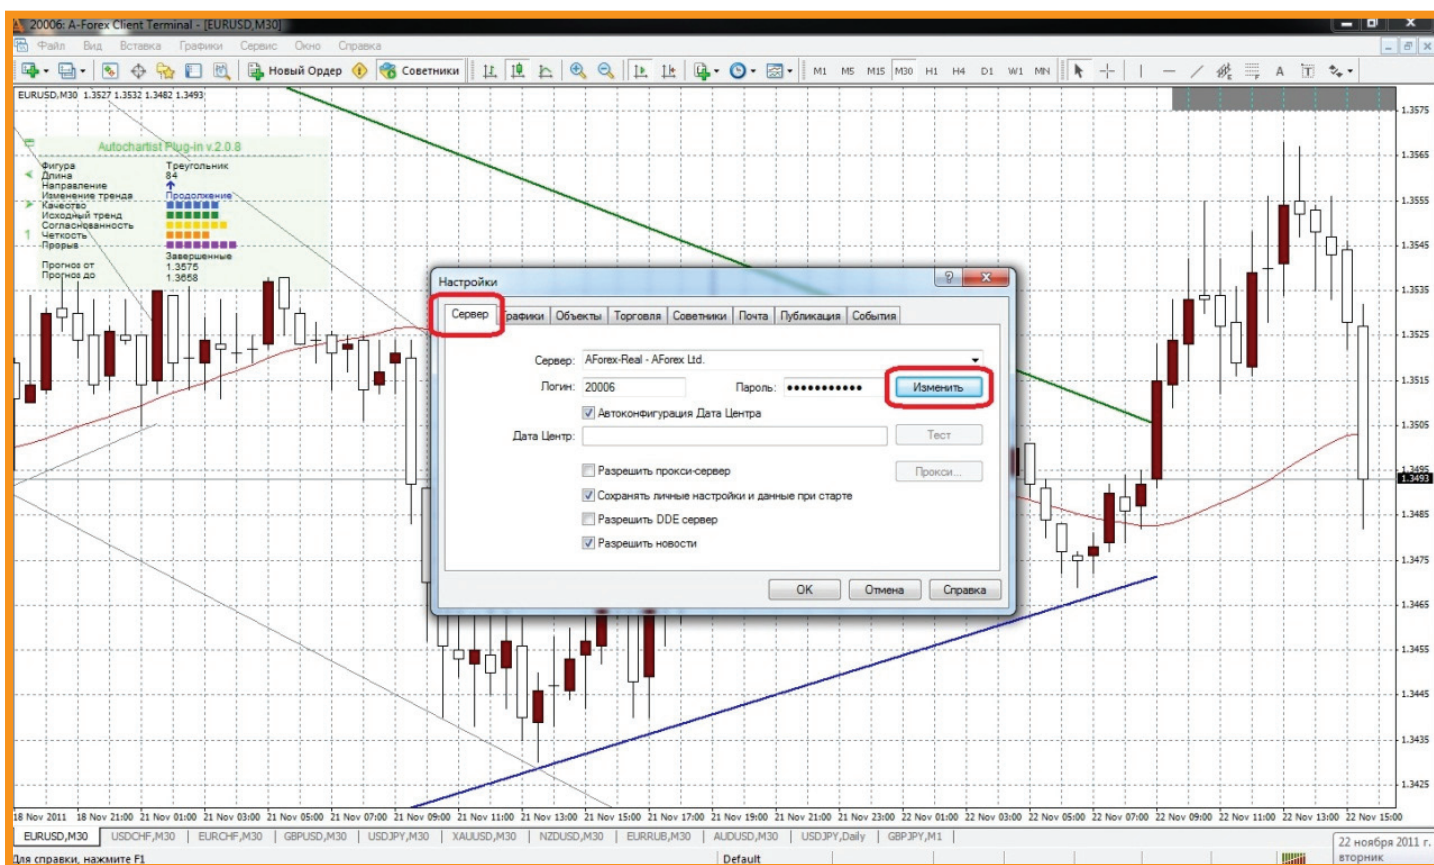 20006: A-Forex Client Terminal - [EURUSD,M30]
Файл Вид Вставка Графики Сервис Окно Справка
Новый Ордер Советники M1 M5 M15 M30 H1 H4 D1 W1 MN A T
EURUSD,M30 1.3527 1.3532 1.3482 1.3493
Autochartist Plug-in v.2.0.8
Фигура Треугольник
Длина 84
Направление
Изменение тренда Продолжение
Качество
Исходный тренд
Согласованность
Четкость
Прорыв
Завершенные
Прогноз от 1.3575
Прогноз до 1.3658
Настройки
Сервер Графики Объекты Торговля Советники Почта Публикация События
Сервер: AForex-Real - AForex Ltd.
Логин: 20006 Пароль: ●●●●●●●●●●● Изменить
Автоконфигурация Дата Центра
Дата Центр: Тест
Разрешить прокси-сервер Прокси...
Сохранять личные настройки и данные при старте
Разрешить DDE сервер
Разрешить новости
OK Отмена Справка
1.3575
1.3565
1.3555
1.3545
1.3535
1.3525
1.3515
1.3505
1.3495
1.3493
1.3485
1.3475
1.3465
1.3455
1.3445
1.3435
1.3425
18 Nov 2011 18 Nov 21:00 21 Nov 01:00 21 Nov 03:00 21 Nov 05:00 21 Nov 07:00 21 Nov 09:00 21 Nov 11:00 21 Nov 13:00 21 Nov 15:00 21 Nov 17:00 21 Nov 19:00 21 Nov 21:00 21 Nov 23:00 22 Nov 01:00 22 Nov 03:00 22 Nov 05:00 22 Nov 07:00 22 Nov 09:00 22 Nov 11:00 22 Nov 13:00 22 Nov 15:00
EURUSD,M30 USDCHF,M30 EURCHF,M30 GBPUSD,M30 USDJPY,M30 XAUUSD,M30 NZDUSD,M30 EURRUB,M30 AUDUSD,M30 USDJPY,Daily GBPJPY,M1
22 ноября 2011 г.
вторник
Для справки, нажмите F1 Default